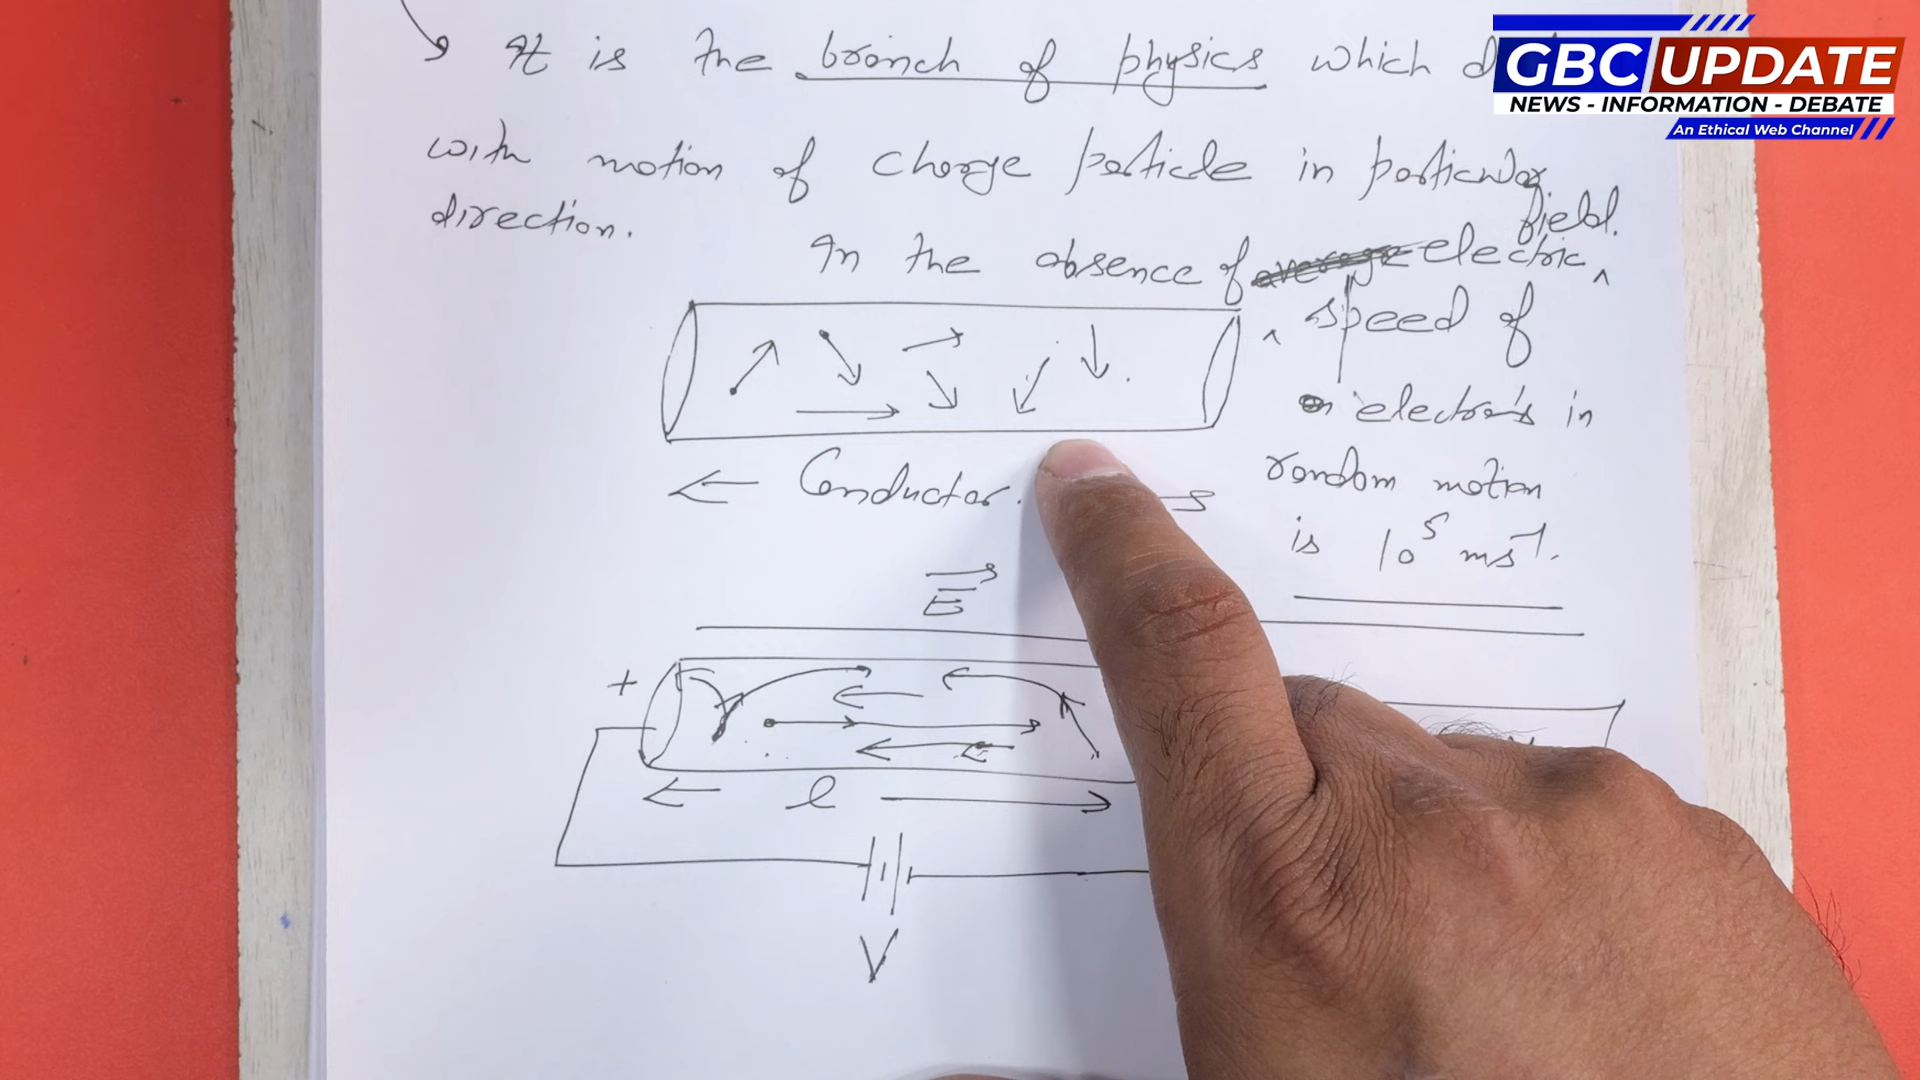 It is the branch of physics which d
with motion of charge particle in particular
direction.
field.
In the absence of electric ^
^ speed of
electrons in
random motion
is 10⁵ ms⁻¹.
Conductor.
E
+
l
V
GBC UPDATE
NEWS - INFORMATION - DEBATE
An Ethical Web Channel